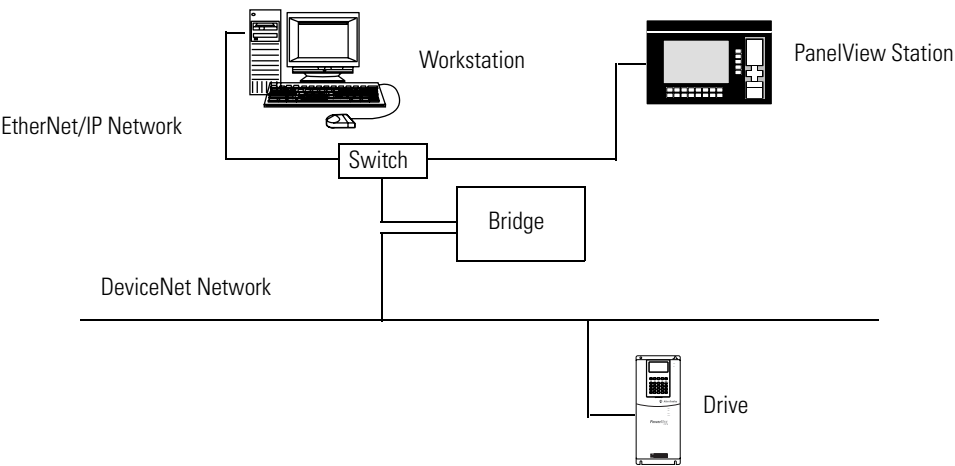 Workstation
PanelView Station
EtherNet/IP Network
Switch
Bridge
DeviceNet Network
Drive